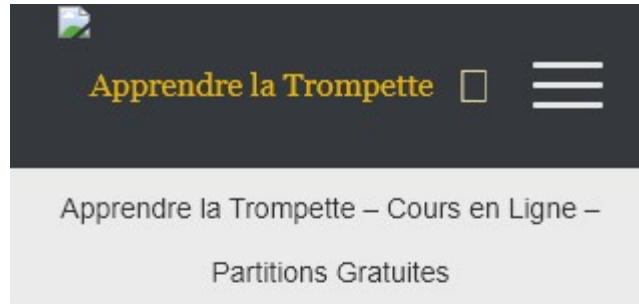 Apprendre la Trompette
Apprendre la Trompette – Cours en Ligne –
Partitions Gratuites